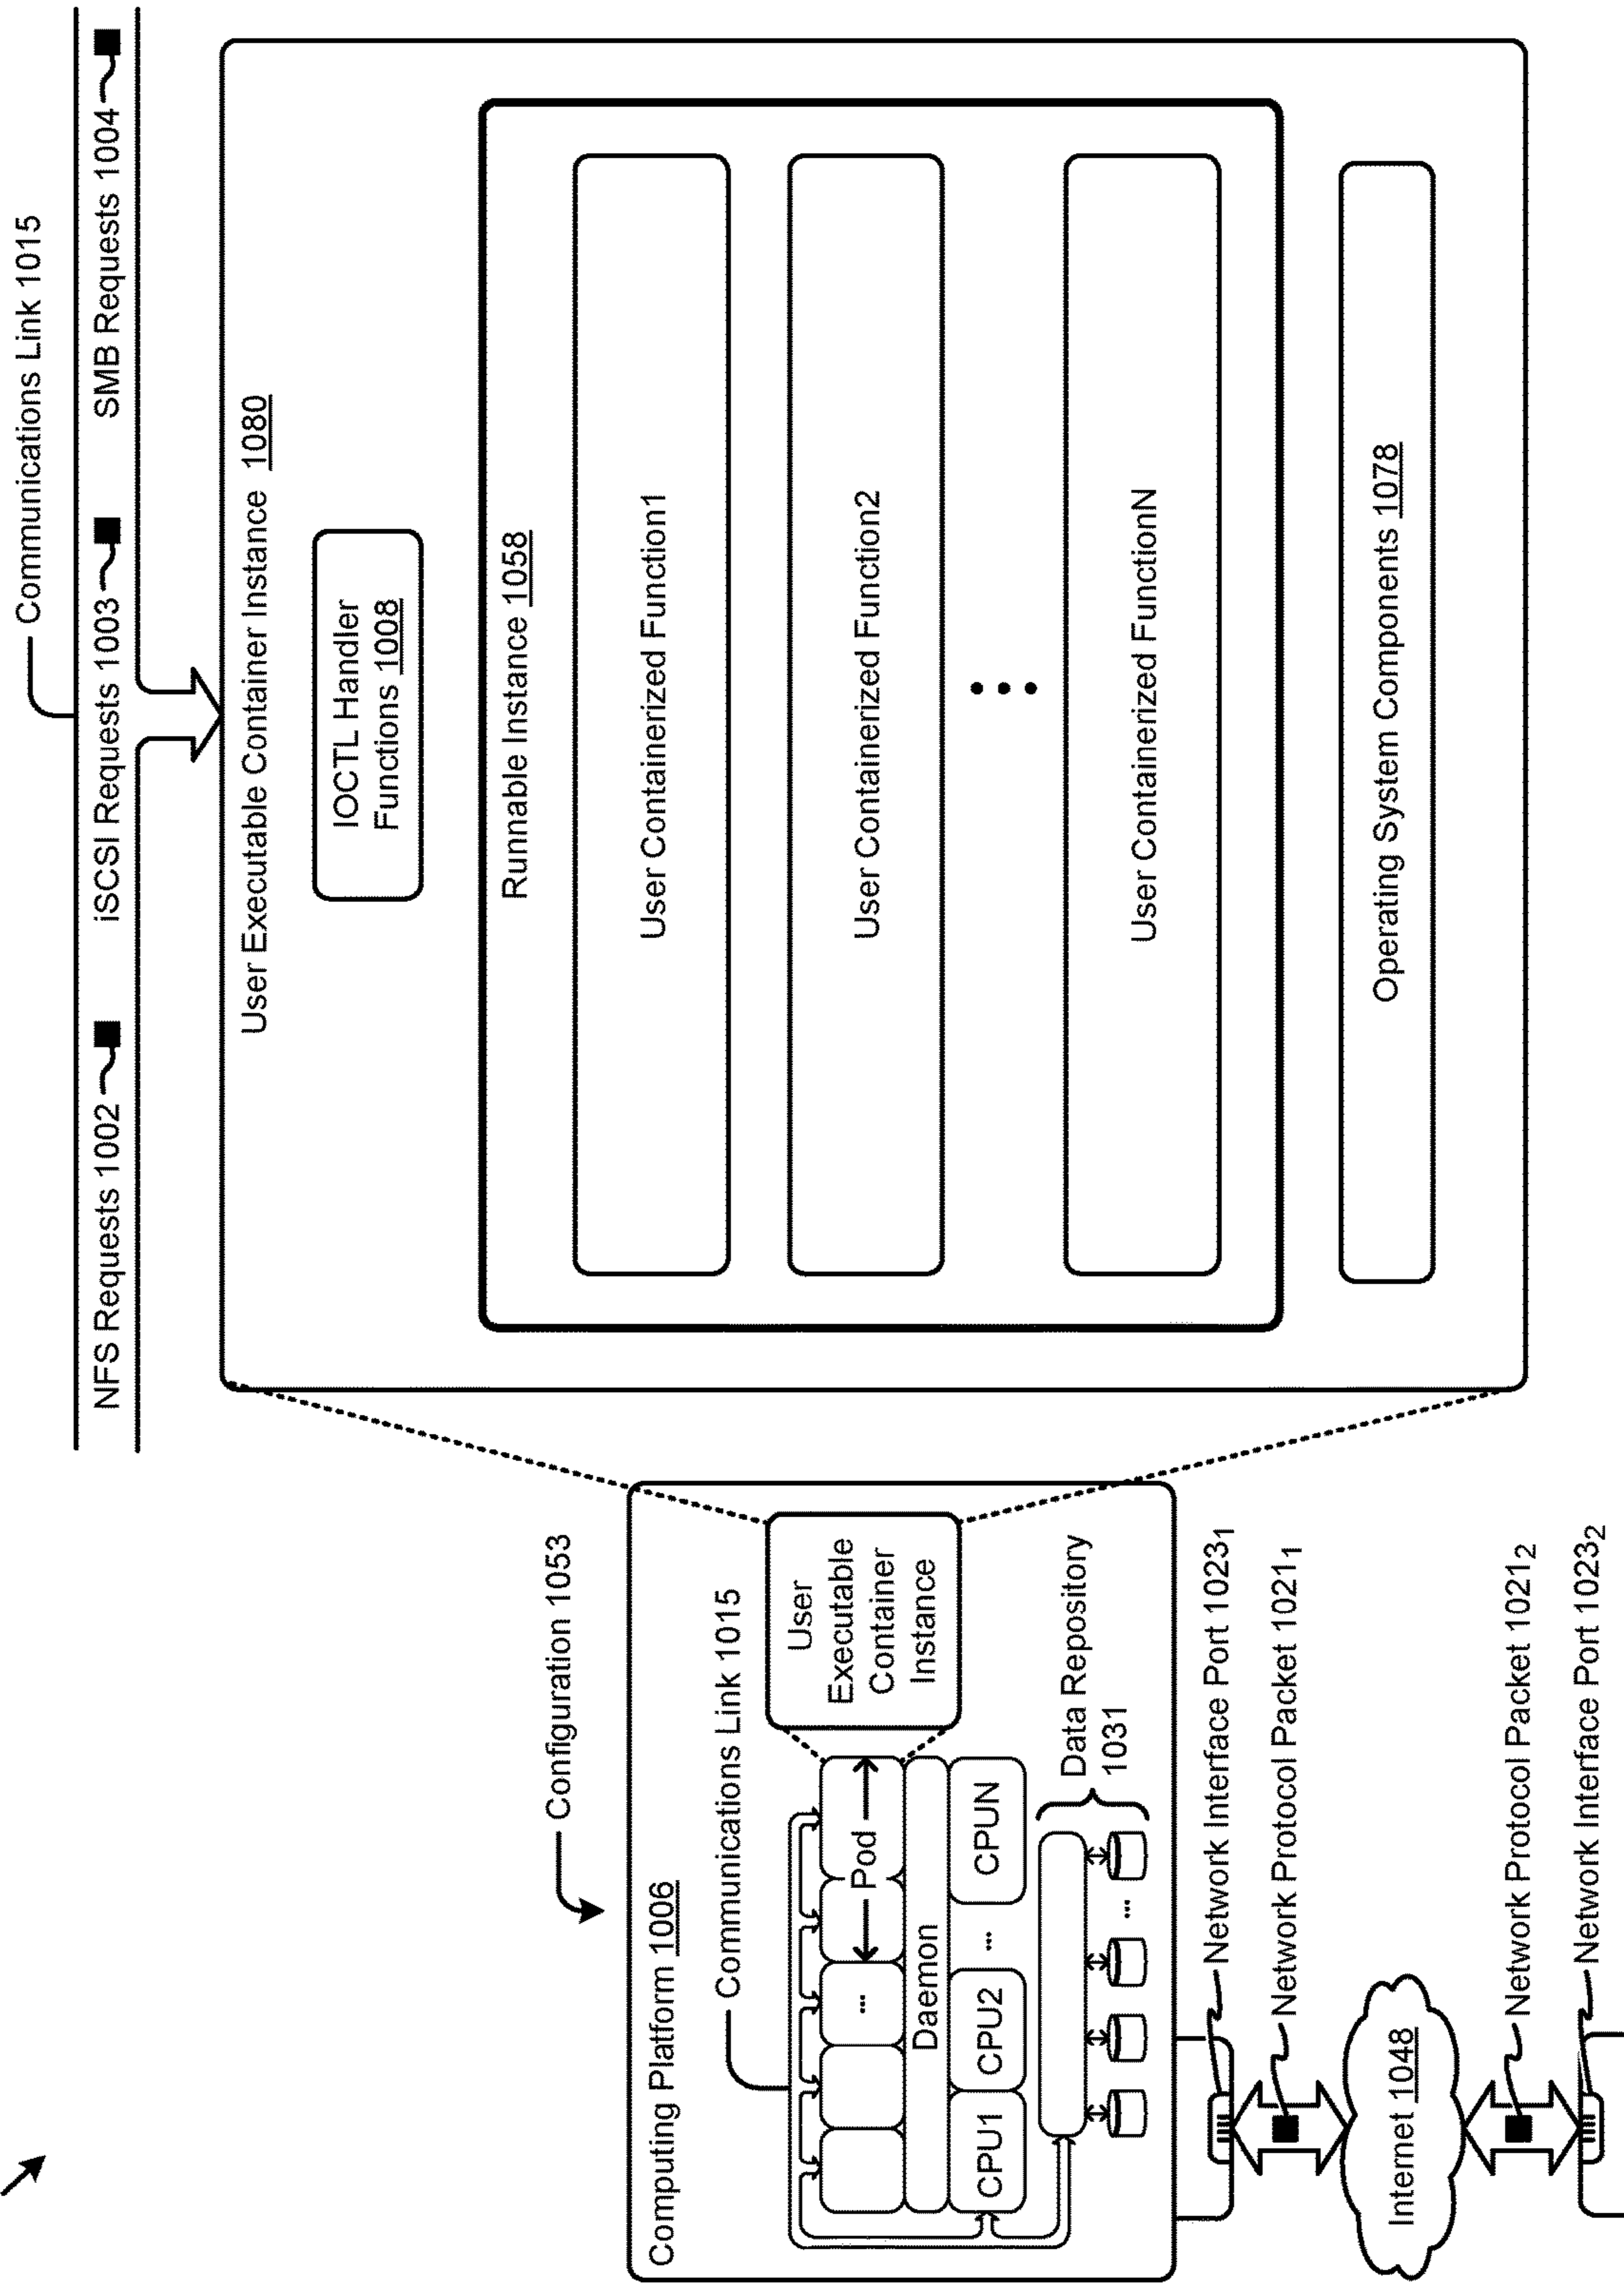 Communications Link 1015
NFS Requests 1002
iSCSI Requests 1003
SMB Requests 1004
User Executable Container Instance 1080
IOCTL Handler
Functions 1008
Runnable Instance 1058
User Containerized Function1
User Containerized Function2
...
User Containerized FunctionN
Operating System Components 1078
Configuration 1053
Computing Platform 1006
Communications Link 1015
User
Executable
Container
Instance
...
Pod
Daemon
CPU1
CPU2
...
CPUN
Data Repository
1031
...
Network Interface Port 1023₁
Network Protocol Packet 1021₁
Internet 1048
Network Protocol Packet 1021₂
Network Interface Port 1023₂